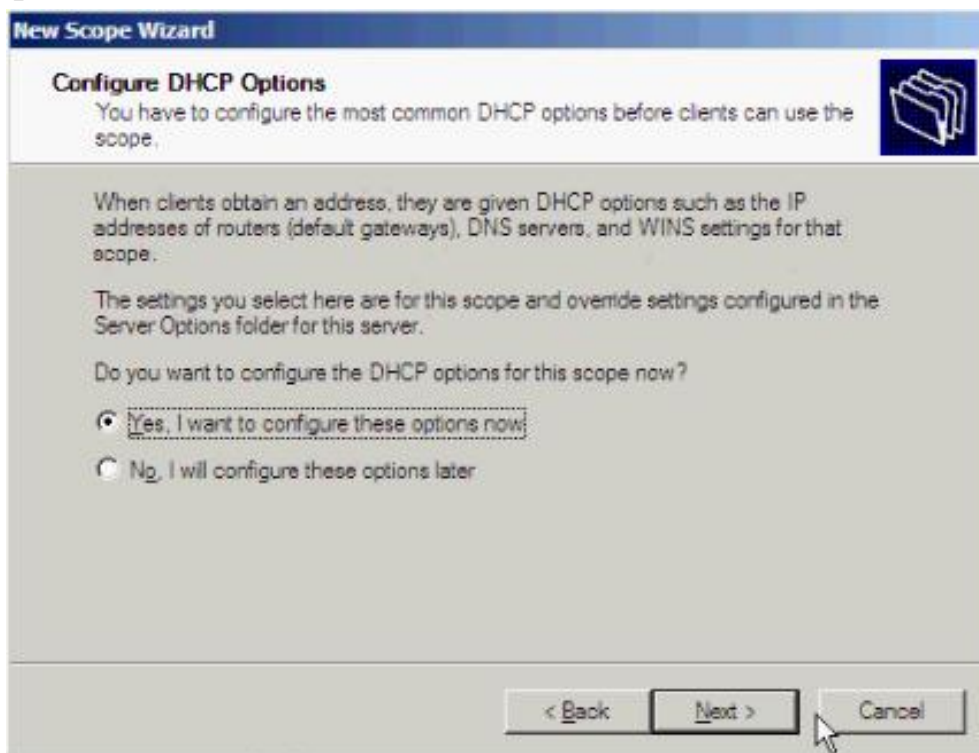 New Scope Wizard
Configure DHCP Options
You have to configure the most common DHCP options before clients can use the
scope.
When clients obtain an address, they are given DHCP options such as the IP
addresses of routers (default gateways), DNS servers, and WINS settings for that
scope.
The settings you select here are for this scope and override settings configured in the
Server Options folder for this server.
Do you want to configure the DHCP options for this scope now?
Yes, I want to configure these options now
No, I will configure these options later
< Back
Next >
Cancel